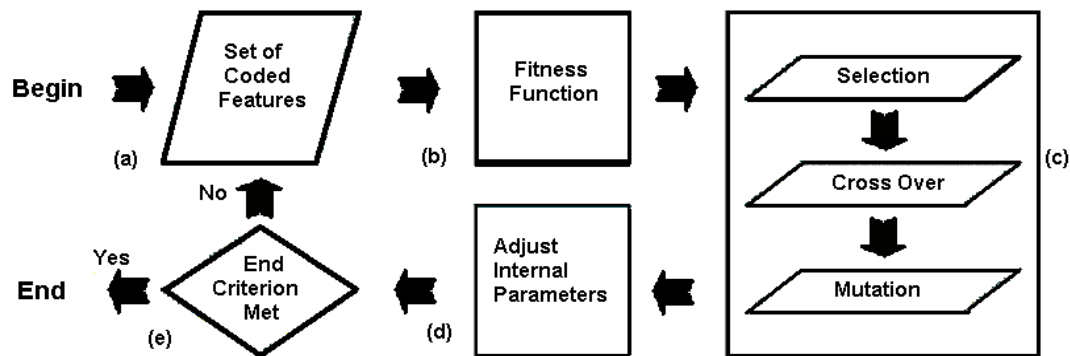 Begin
Set of
Coded
Features
(a)
Fitness
Function
(b)
Selection
Cross Over
Mutation
(c)
Adjust
Internal
Parameters
(d)
End
Criterion
Met
No
Yes
(e)
End